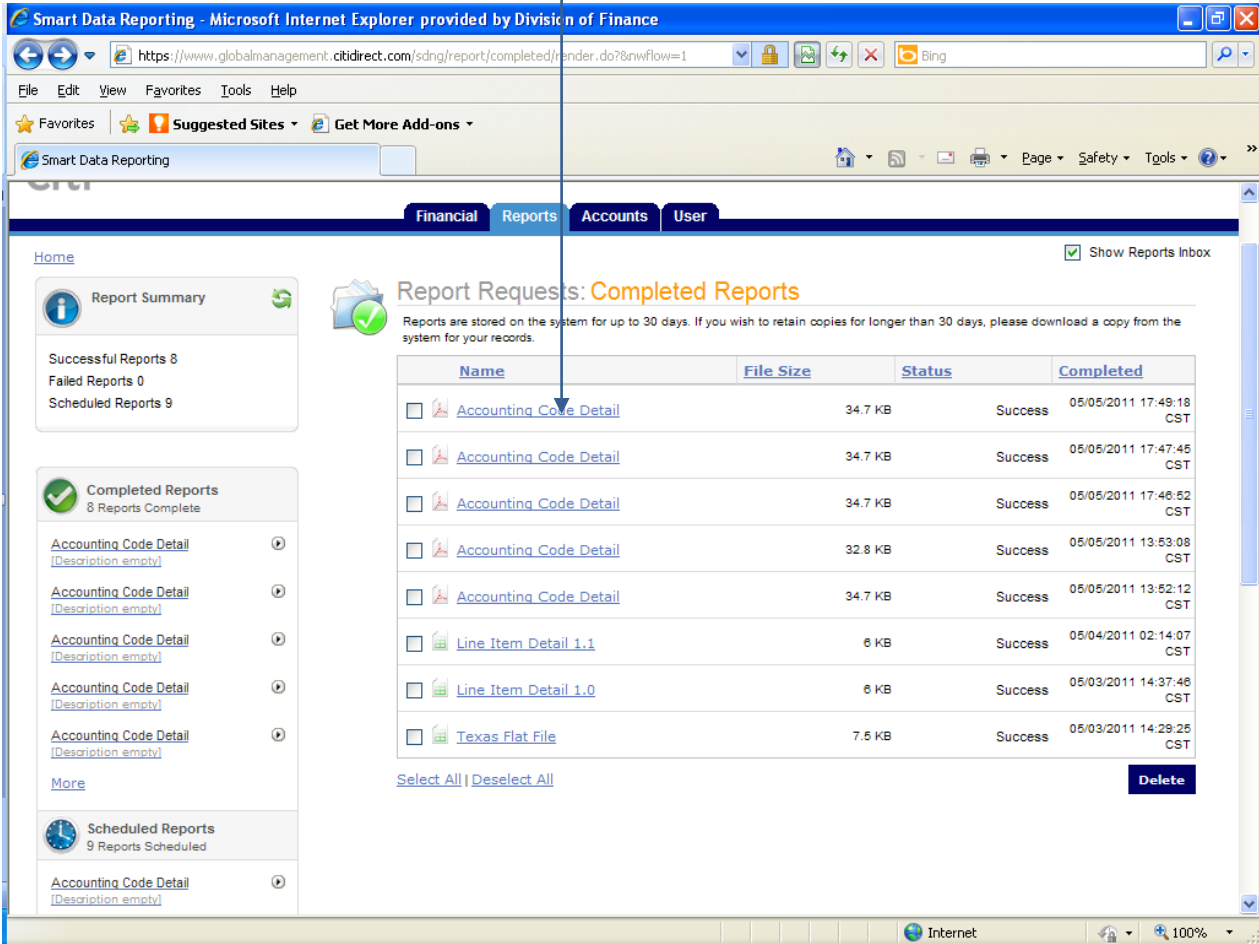 Smart Data Reporting - Microsoft Internet Explorer provided by Division of Finance
https://www.globalmanagement.citidirect.com/sdng/report/completed/render.do?&nwflow=1
Bing
File Edit View Favorites Tools Help
Favorites Suggested Sites Get More Add-ons
Smart Data Reporting
Page Safety Tools »
Financial Reports Accounts User
Home
Show Reports Inbox
Report Summary
Successful Reports 8
Failed Reports 0
Scheduled Reports 9
Completed Reports
8 Reports Complete
Accounting Code Detail
[Description empty]
Accounting Code Detail
[Description empty]
Accounting Code Detail
[Description empty]
Accounting Code Detail
[Description empty]
Accounting Code Detail
[Description empty]
More
Scheduled Reports
9 Reports Scheduled
Accounting Code Detail
[Description empty]
Report Requests: Completed Reports
Reports are stored on the system for up to 30 days. If you wish to retain copies for longer than 30 days, please download a copy from the
system for your records.
Name File Size Status Completed
Accounting Code Detail 34.7 KB Success 05/05/2011 17:49:18
CST
Accounting Code Detail 34.7 KB Success 05/05/2011 17:47:45
CST
Accounting Code Detail 34.7 KB Success 05/05/2011 17:46:52
CST
Accounting Code Detail 32.8 KB Success 05/05/2011 13:53:08
CST
Accounting Code Detail 34.7 KB Success 05/05/2011 13:52:12
CST
Line Item Detail 1.1 6 KB Success 05/04/2011 02:14:07
CST
Line Item Detail 1.0 6 KB Success 05/03/2011 14:37:46
CST
Texas Flat File 7.5 KB Success 05/03/2011 14:29:25
CST
Select All | Deselect All
Delete
Internet 100%